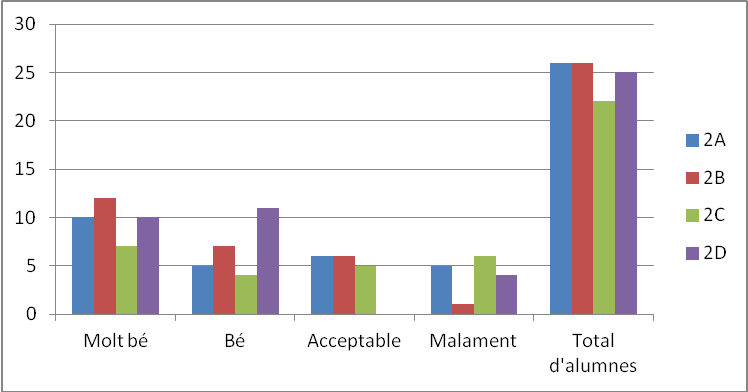 30
25
20
15
10
5
0
Molt bé
Bé
Acceptable
Malament
Total
d'alumnes
2A
2B
2C
2D